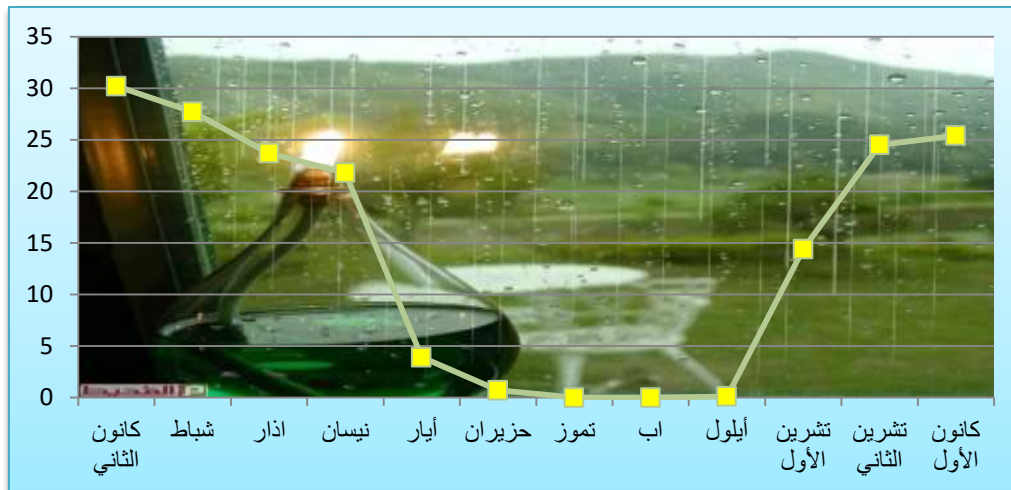 35
30
25
20
15
10
5
0
كانون الثاني
شباط
اذار
نيسان
أيار
حزيران
تموز
اب
أيلول
تشرين الأول
تشرين الثاني
كانون الأول